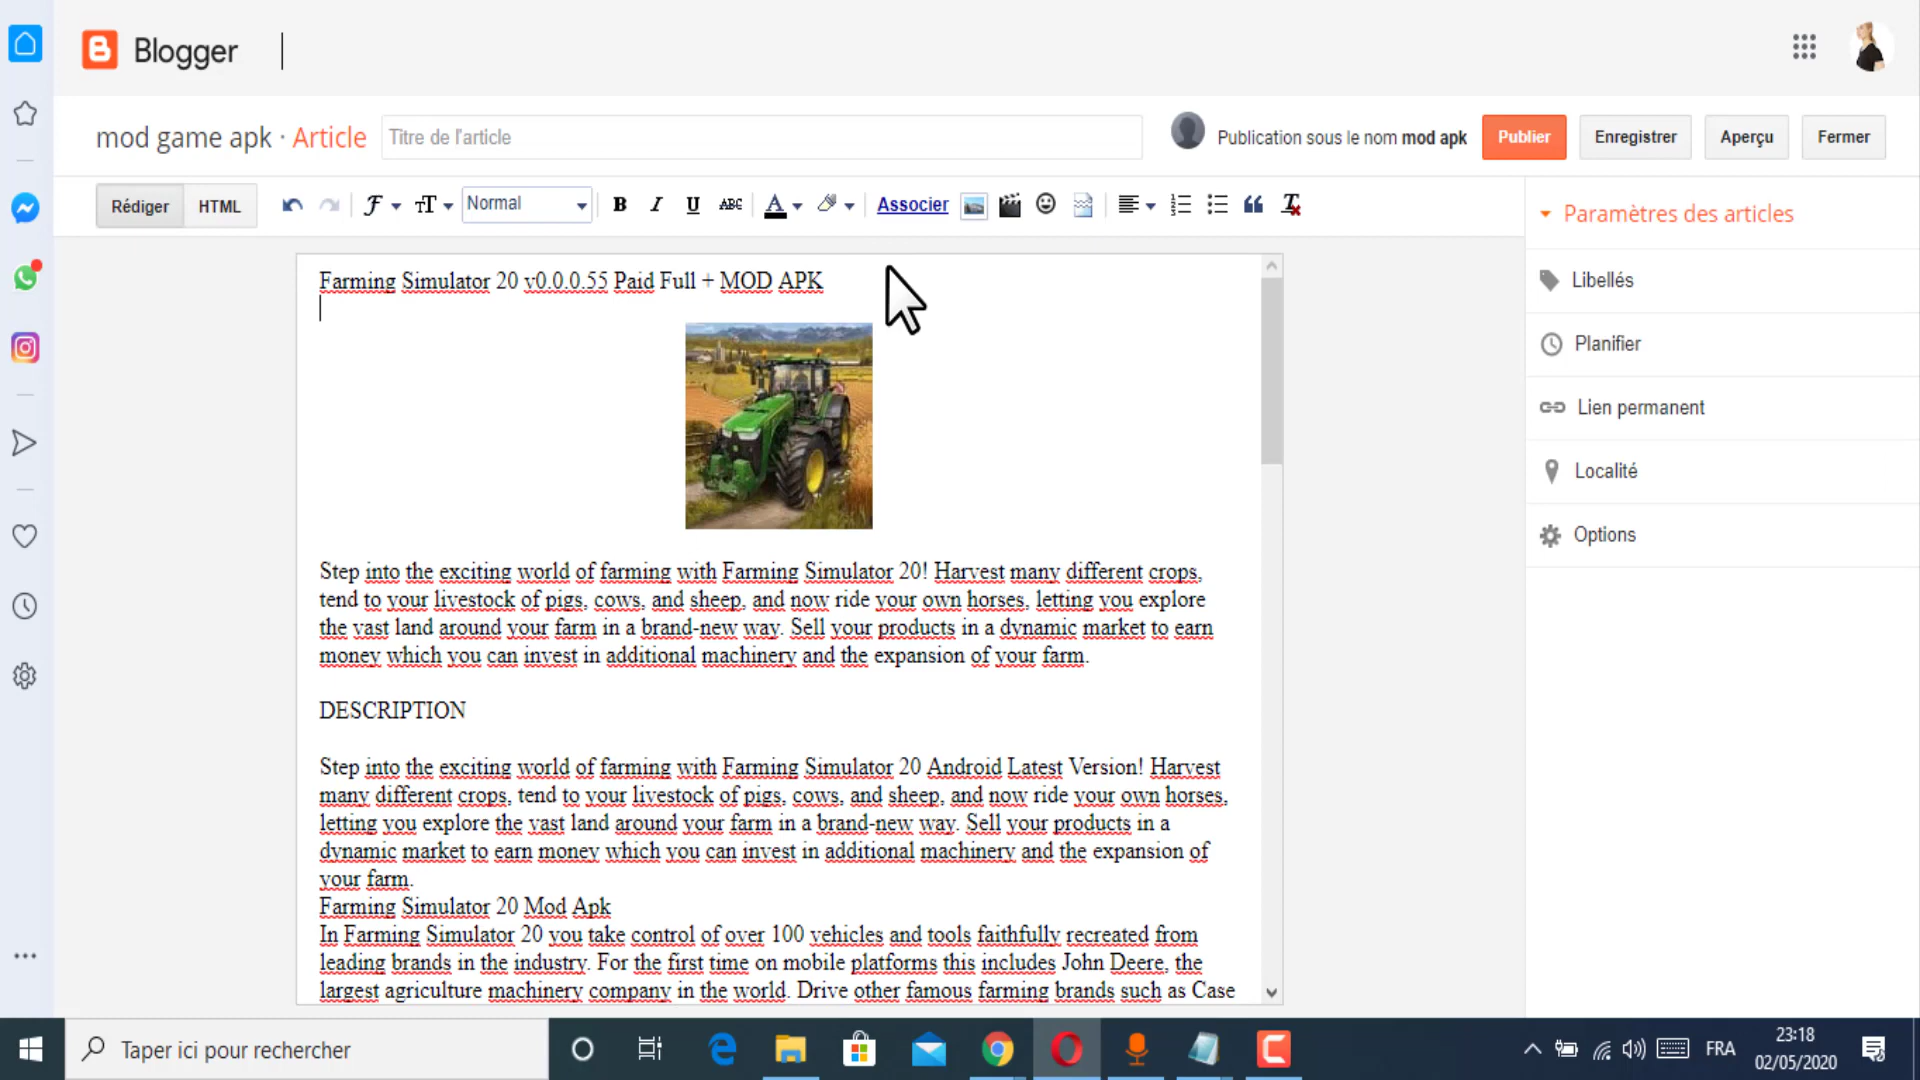 Blogger
mod game apk · Article
Titre de l'article
Publication sous le nom mod apk
Publier
Enregistrer
Aperçu
Fermer
Rédiger
HTML
Normal
B I U ABC
Associer
Paramètres des articles
Libellés
Planifier
Lien permanent
Localité
Options
Farming Simulator 20 v0.0.0.55 Paid Full + MOD APK
Step into the exciting world of farming with Farming Simulator 20! Harvest many different crops,
tend to your livestock of pigs, cows, and sheep, and now ride your own horses, letting you explore
the vast land around your farm in a brand-new way. Sell your products in a dynamic market to earn
money which you can invest in additional machinery and the expansion of your farm.
DESCRIPTION
Step into the exciting world of farming with Farming Simulator 20 Android Latest Version! Harvest
many different crops, tend to your livestock of pigs, cows, and sheep, and now ride your own horses,
letting you explore the vast land around your farm in a brand-new way. Sell your products in a
dynamic market to earn money which you can invest in additional machinery and the expansion of
your farm.
Farming Simulator 20 Mod Apk
In Farming Simulator 20 you take control of over 100 vehicles and tools faithfully recreated from
leading brands in the industry. For the first time on mobile platforms this includes John Deere, the
largest agriculture machinery company in the world. Drive other famous farming brands such as Case
Taper ici pour rechercher
FRA
23:18
02/05/2020